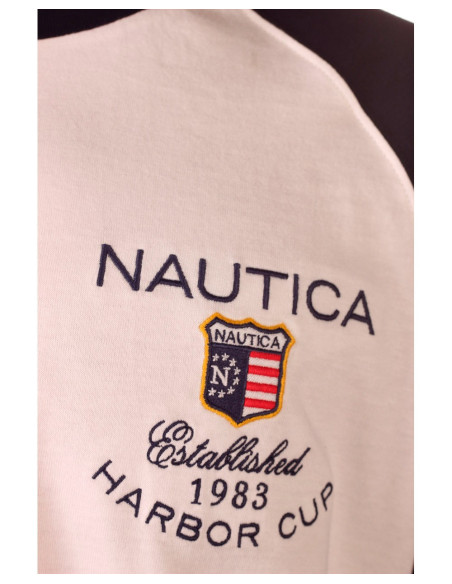 NAUTICA
NAUTICA
N
Established
1983
HARBOR CUP